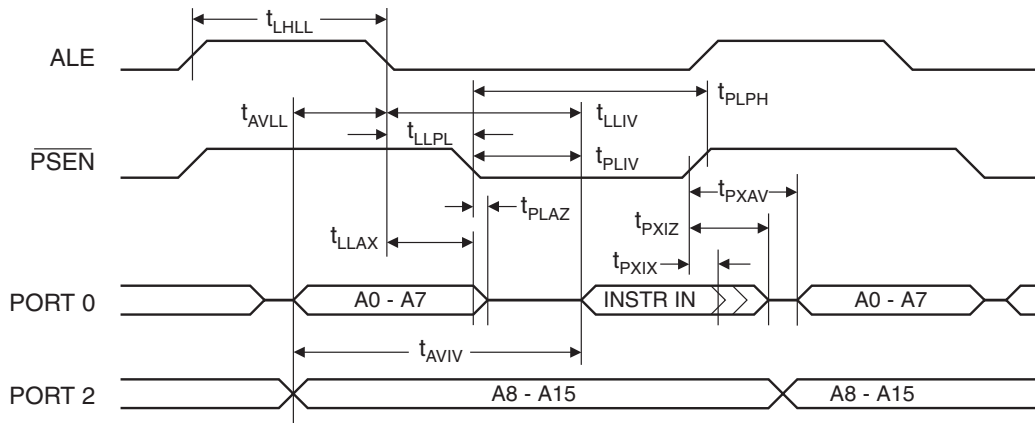 tLHLL
ALE
tPLPH
tAVLL
tLLIV
tLLPL
PSEN
tPLIV
tPXAV
tPLAZ
tPXIZ
tLLAX
tPXIX
PORT 0
A0 - A7
INSTR IN
A0 - A7
tAVIV
PORT 2
A8 - A15
A8 - A15